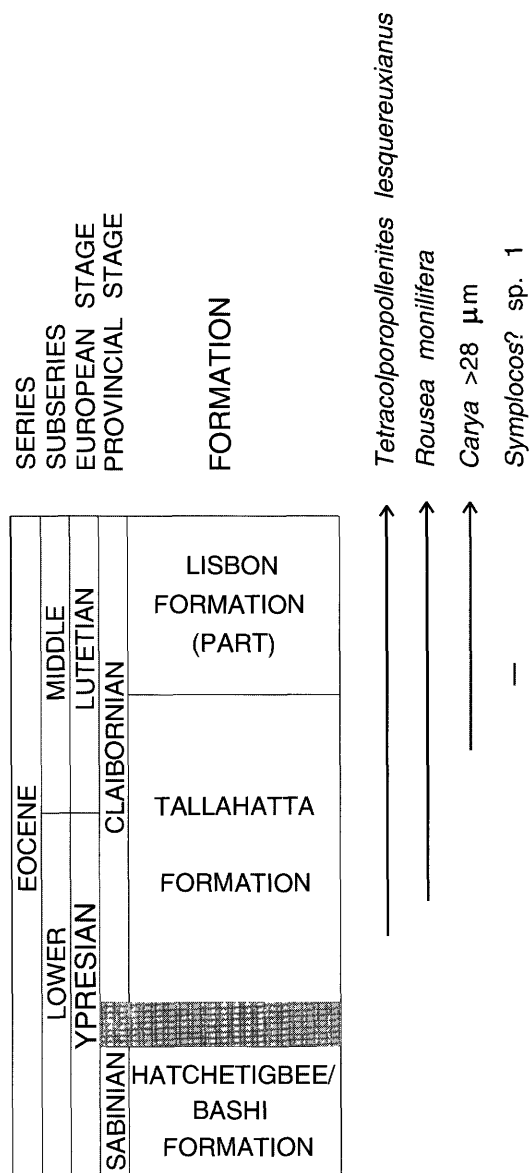 SERIES
SUBSERIES
EUROPEAN STAGE
PROVINCIAL STAGE
FORMATION
Tetracolporopollenites lesquereuxianus
Rousea monilifera
Carya >28 µm
Symplocos? sp. 1
EOCENE
MIDDLE
LOWER
LUTETIAN
YPRESIAN
CLAIBORNIAN
SABINIAN
LISBON
FORMATION
(PART)
TALLAHATTA
FORMATION
HATCHETIGBEE/
BASHI
FORMATION